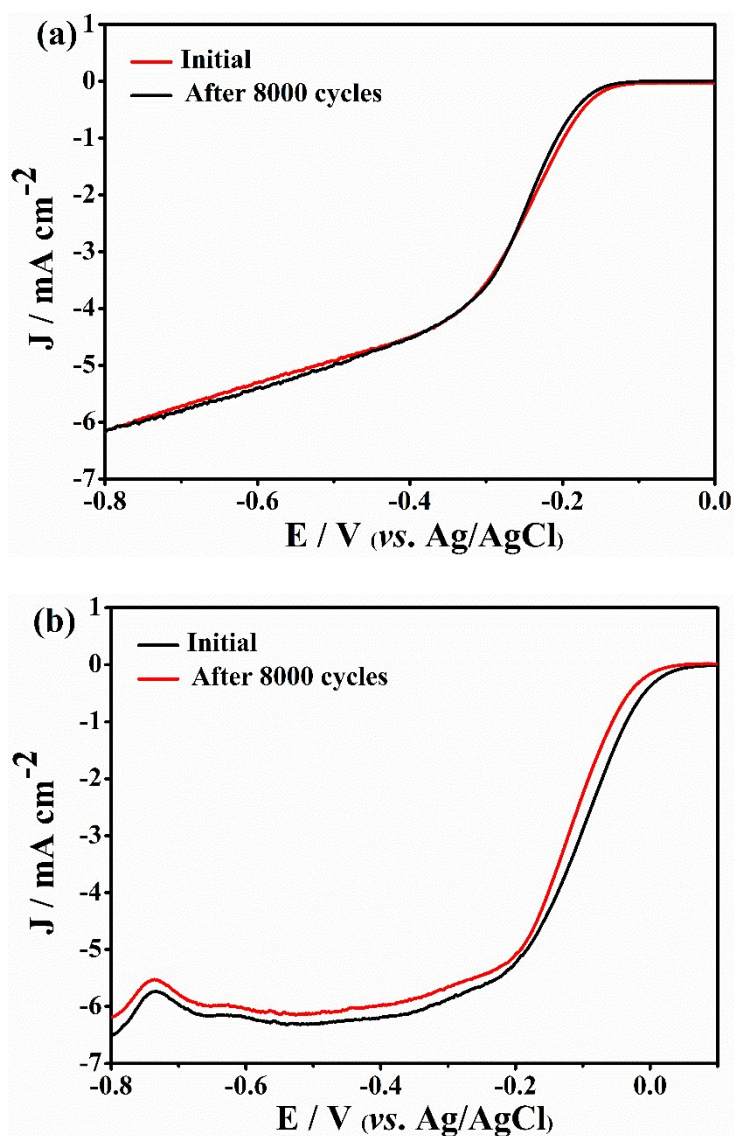 (a)
Initial
After 8000 cycles
1
0
-1
-2
-3
-4
-5
-6
-7
J / mA cm⁻²
-0.8
-0.6
-0.4
-0.2
0.0
E / V (vs. Ag/AgCl)
(b)
Initial
After 8000 cycles
1
0
-1
-2
-3
-4
-5
-6
-7
J / mA cm⁻²
-0.8
-0.6
-0.4
-0.2
0.0
E / V (vs. Ag/AgCl)